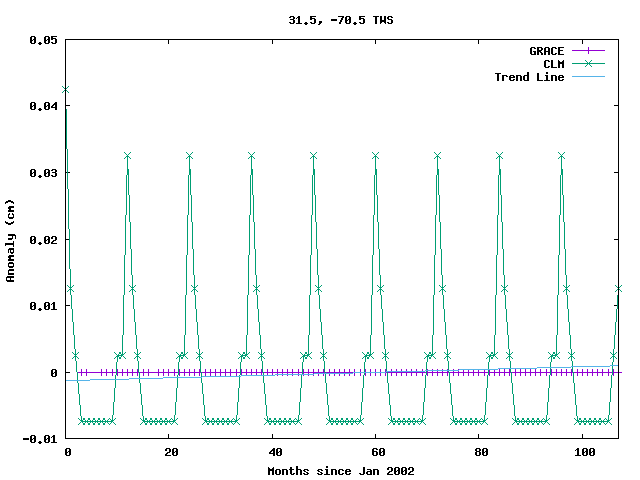 31.5, -70.5 TWS
GRACE
CLM
Trend Line
0.05
0.04
0.03
0.02
0.01
0
-0.01
Anomaly (cm)
0 20 40 60 80 100
Months since Jan 2002